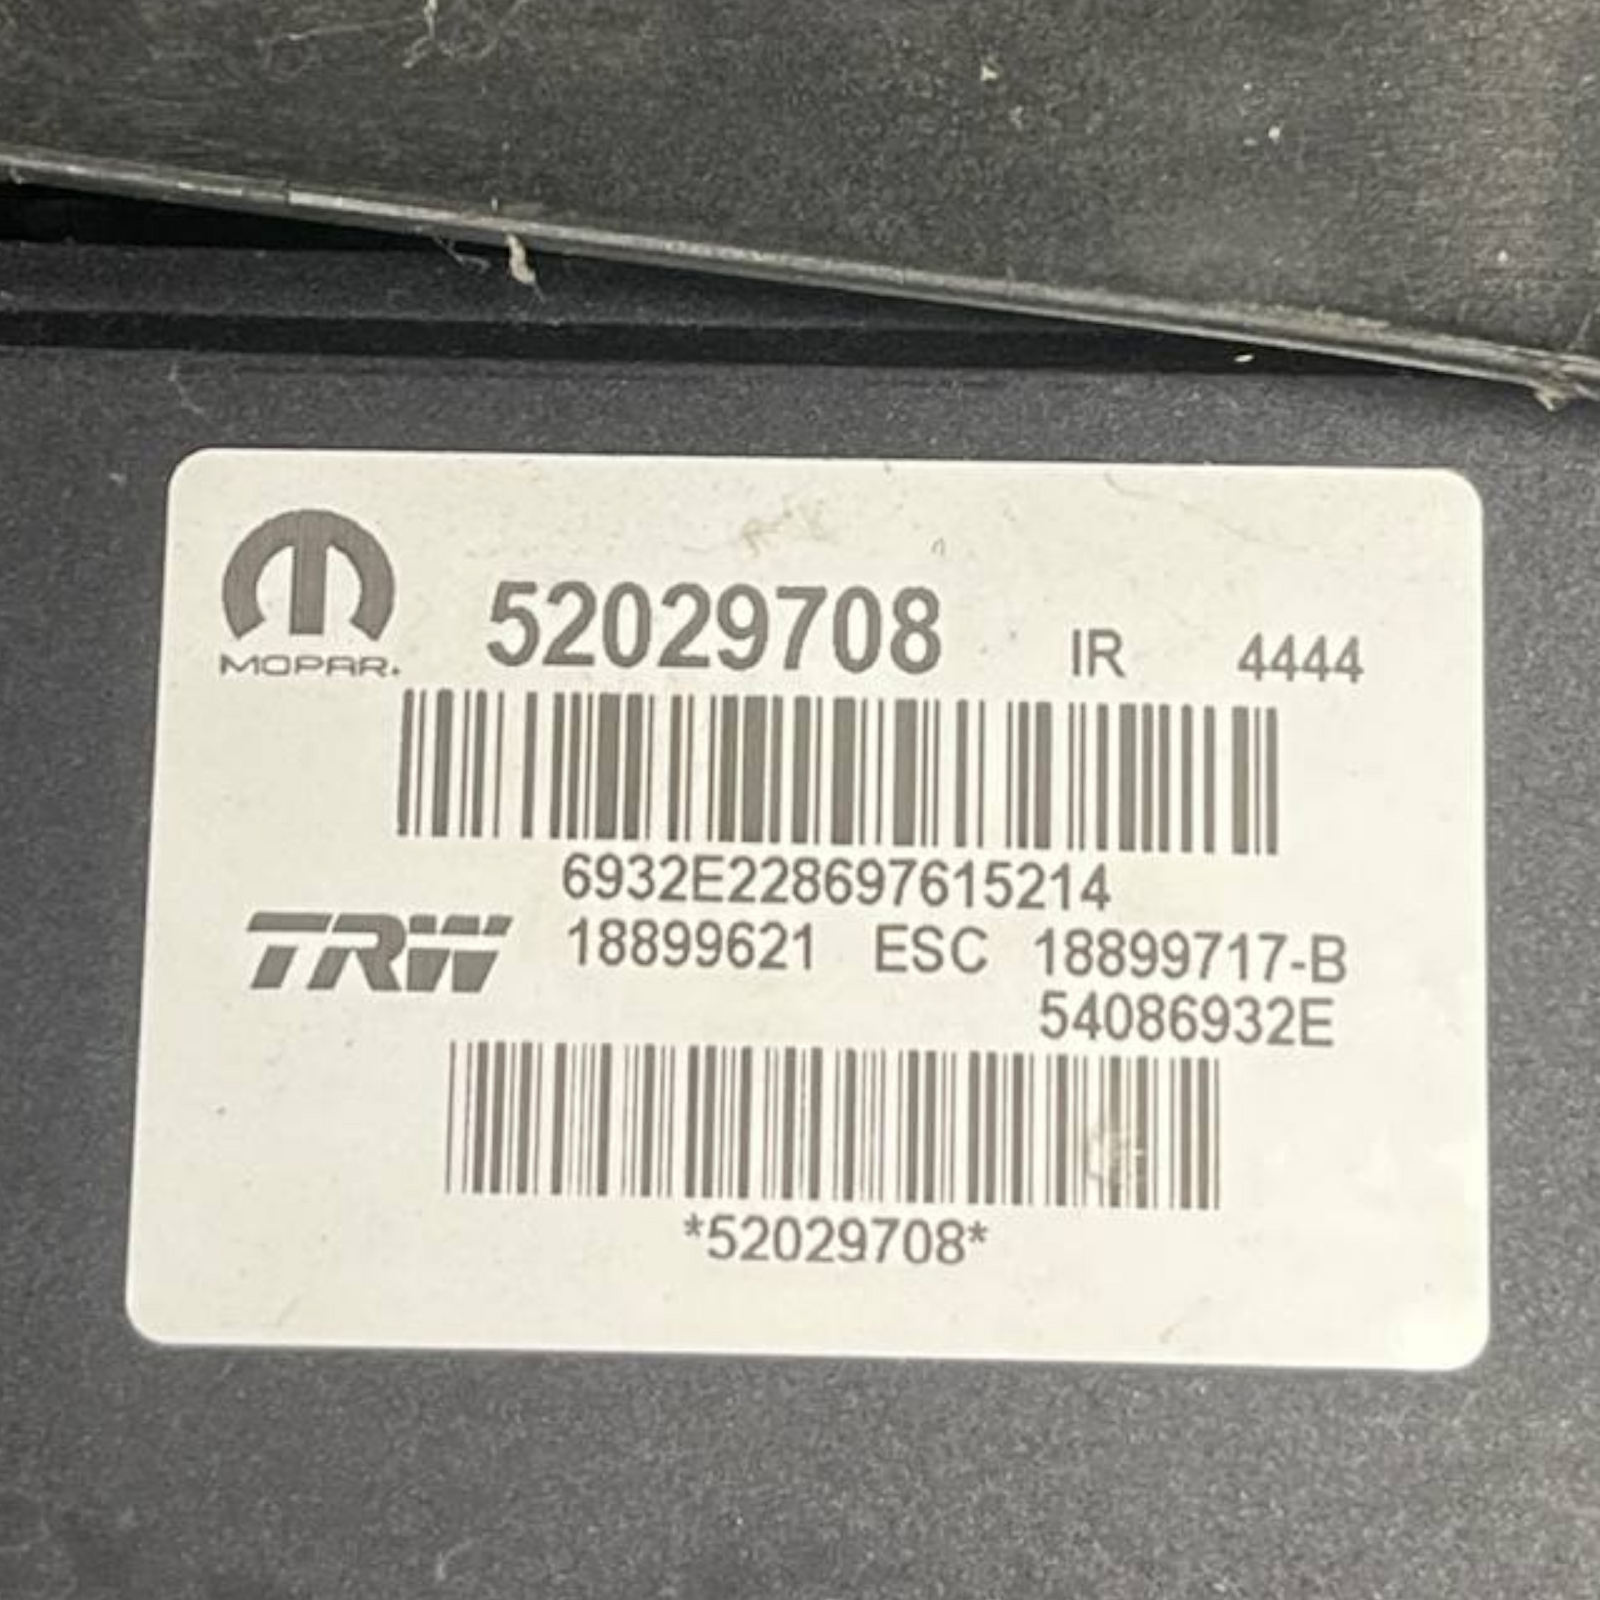 MOPAR.
52029708 IR 4444
6932E228697615214
TRW 18899621 ESC 18899717-B
54086932E
*52029708*